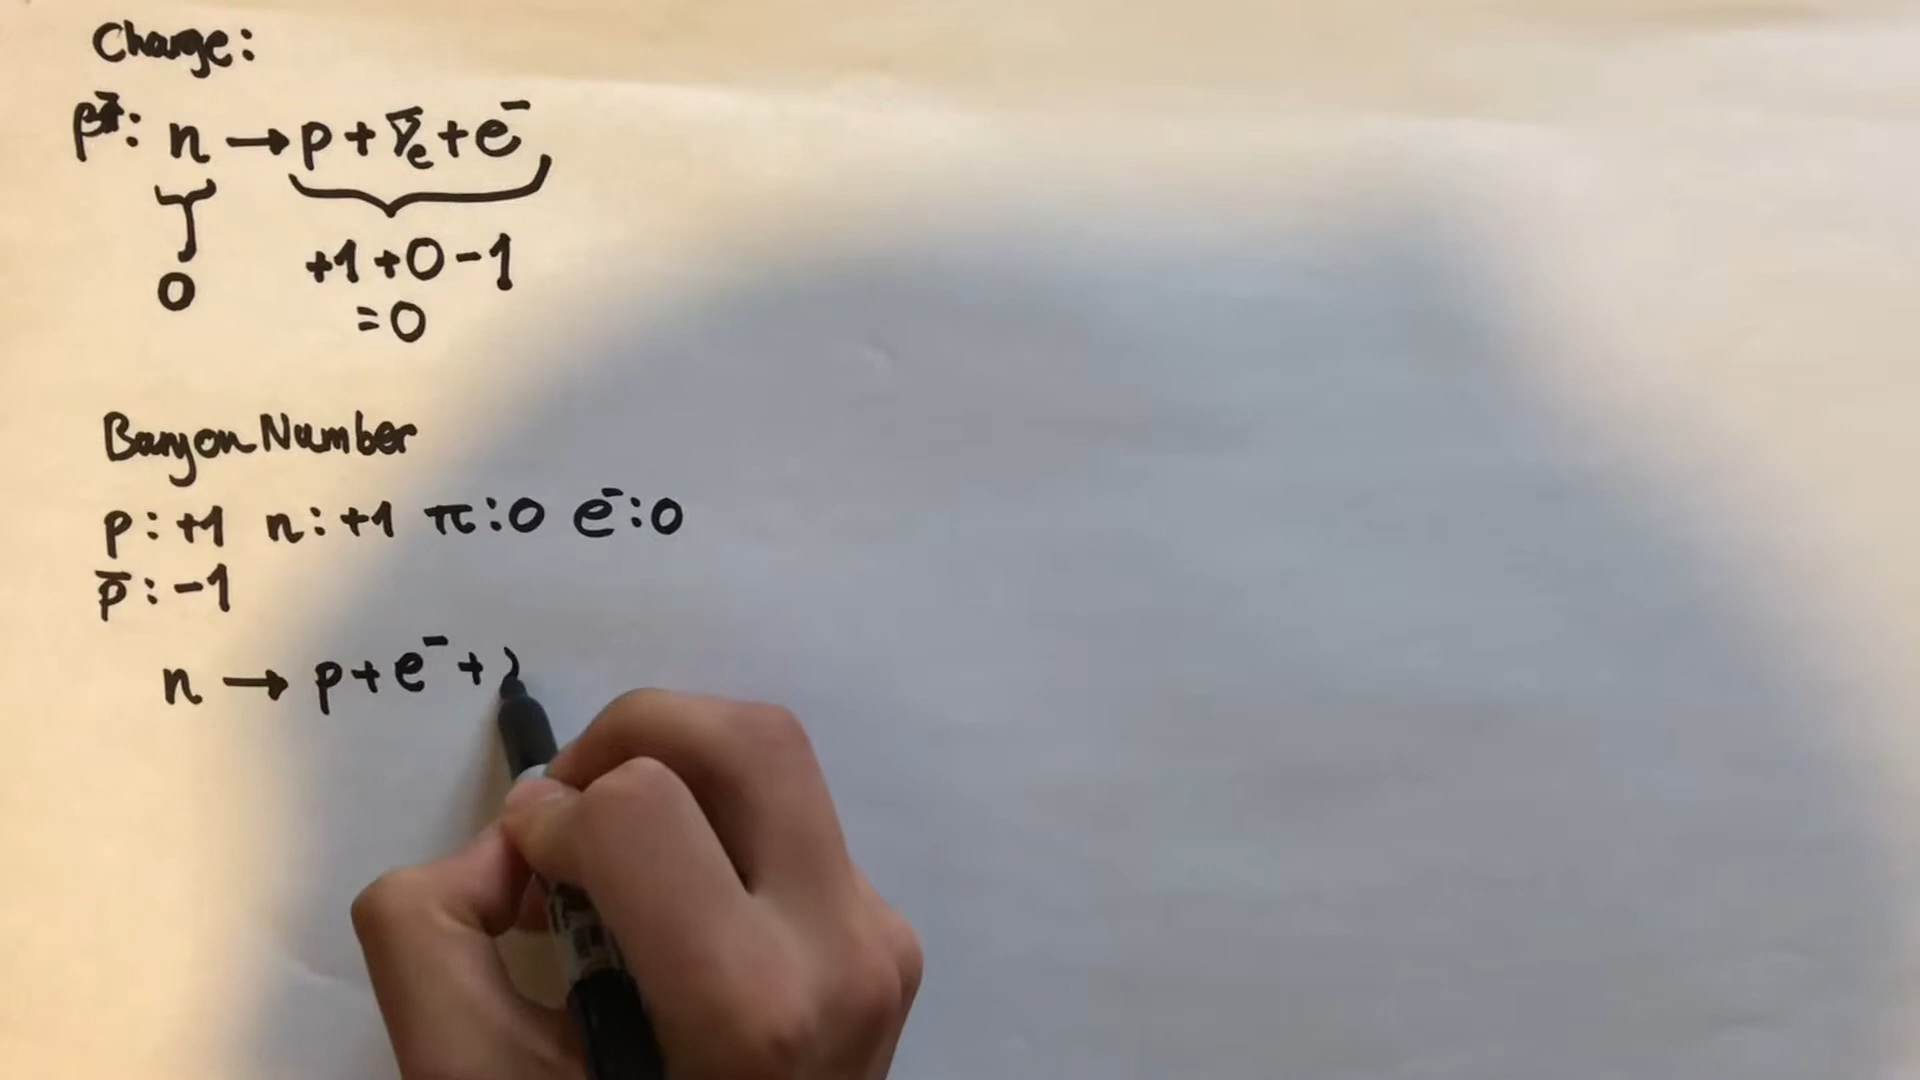 Charge:
β⁻: n → p + ν̄e + e⁻
0
+1 +0 -1
=0
Baryon Number
p: +1 n: +1 π: 0 e⁻: 0
p̄: -1
n → p + e⁻ +